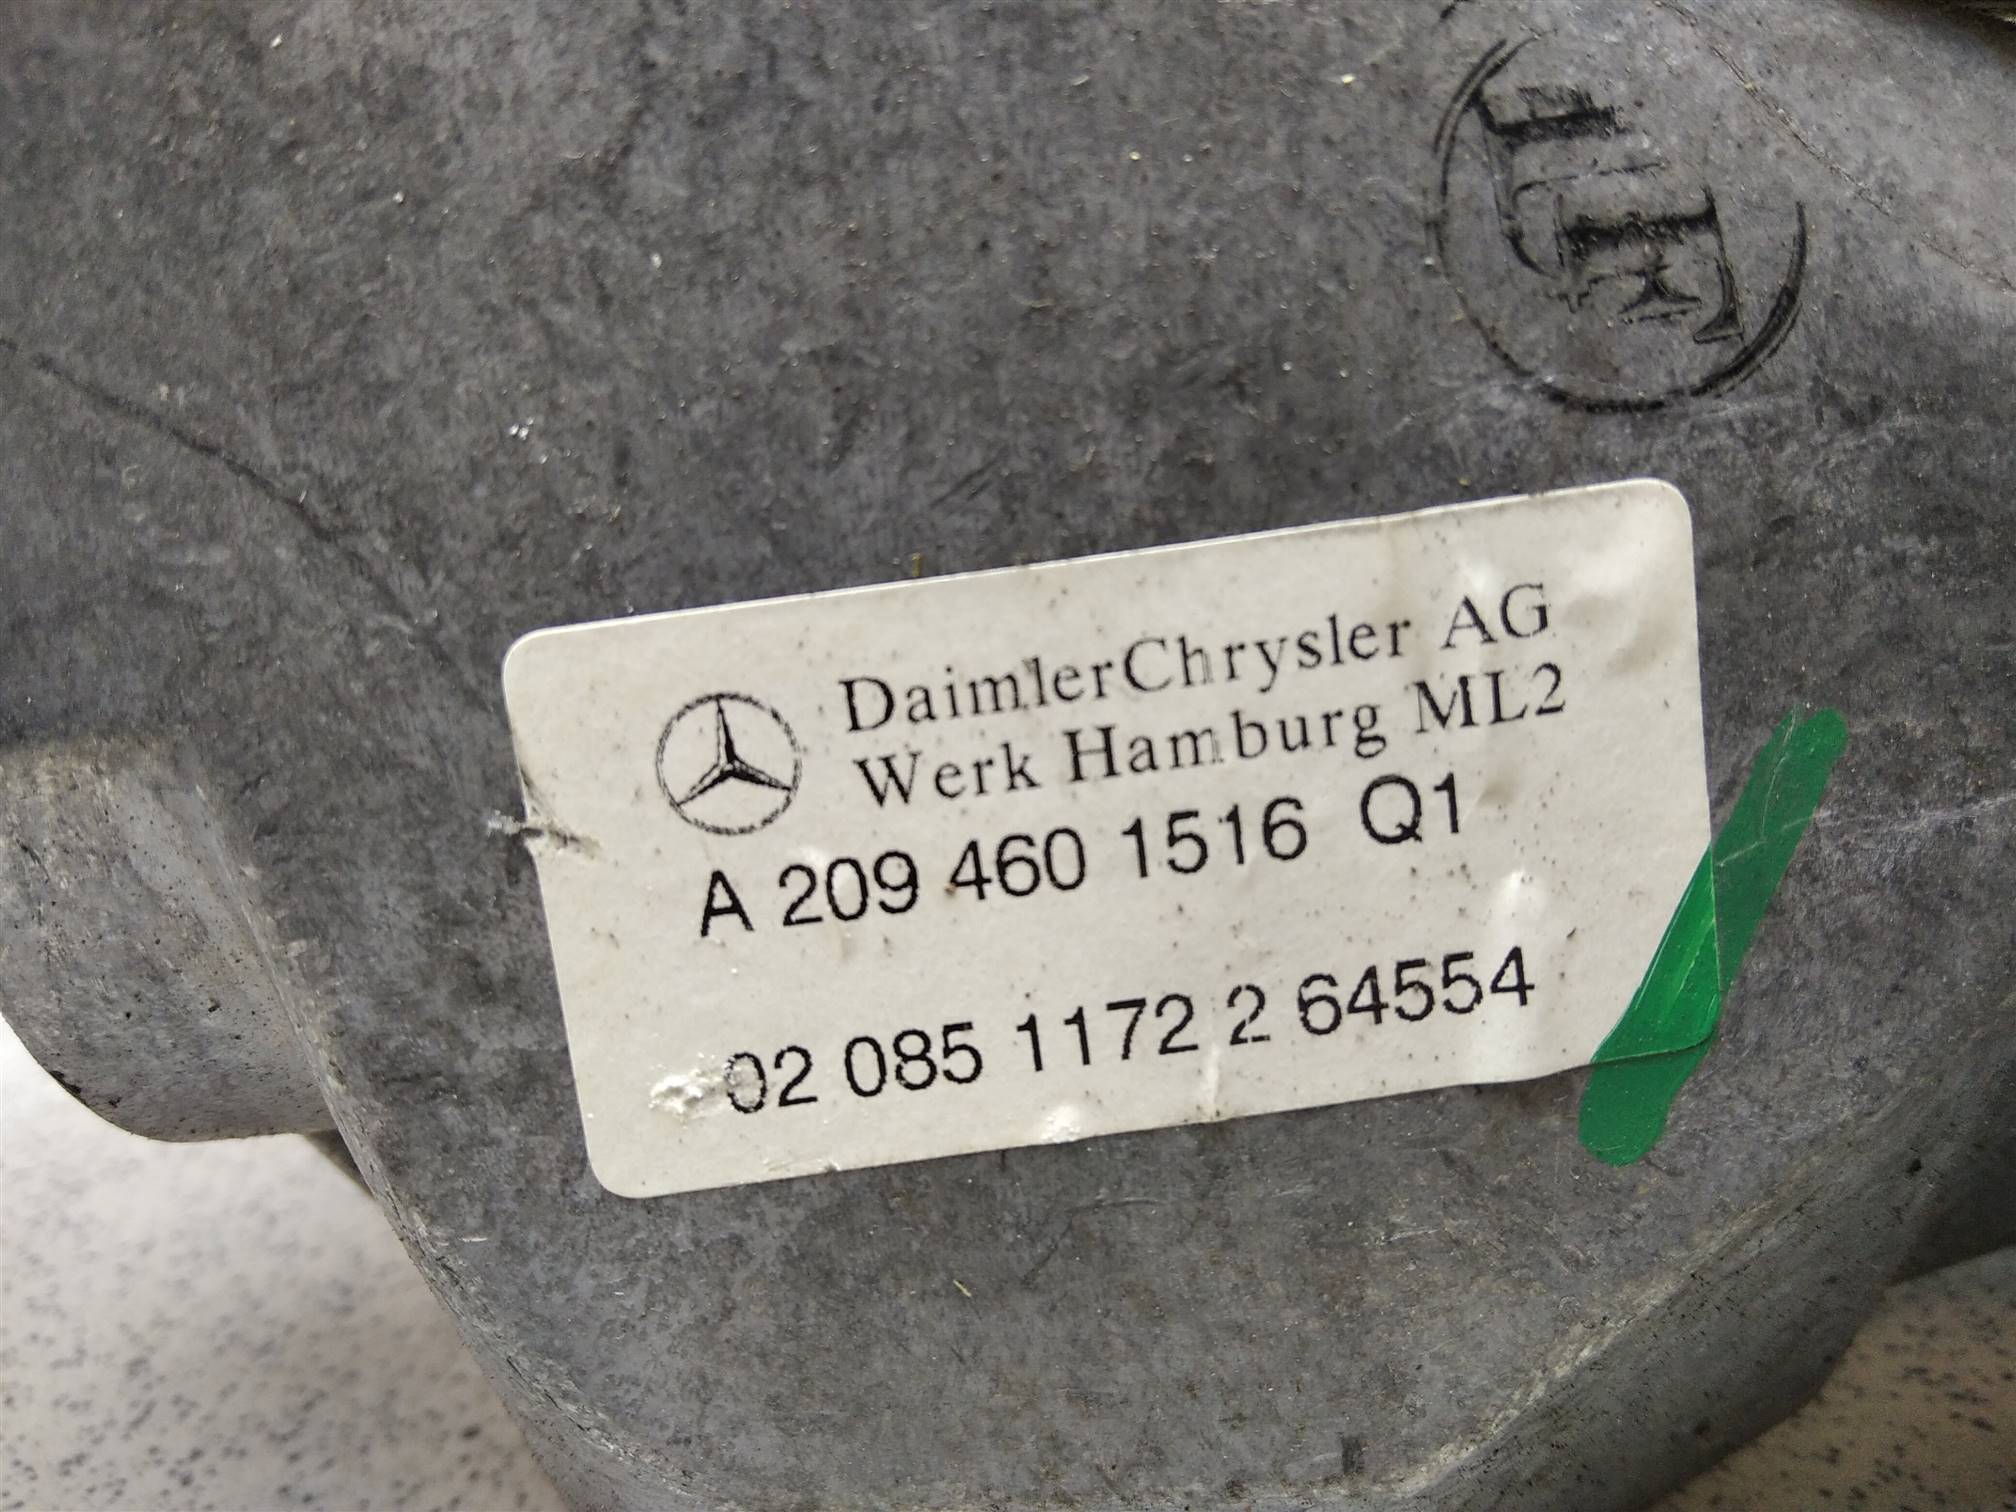 DaimlerChrysler AG
Werk Hamburg ML2
A 209 460 1516 Q1
02 085 1172 2 64554